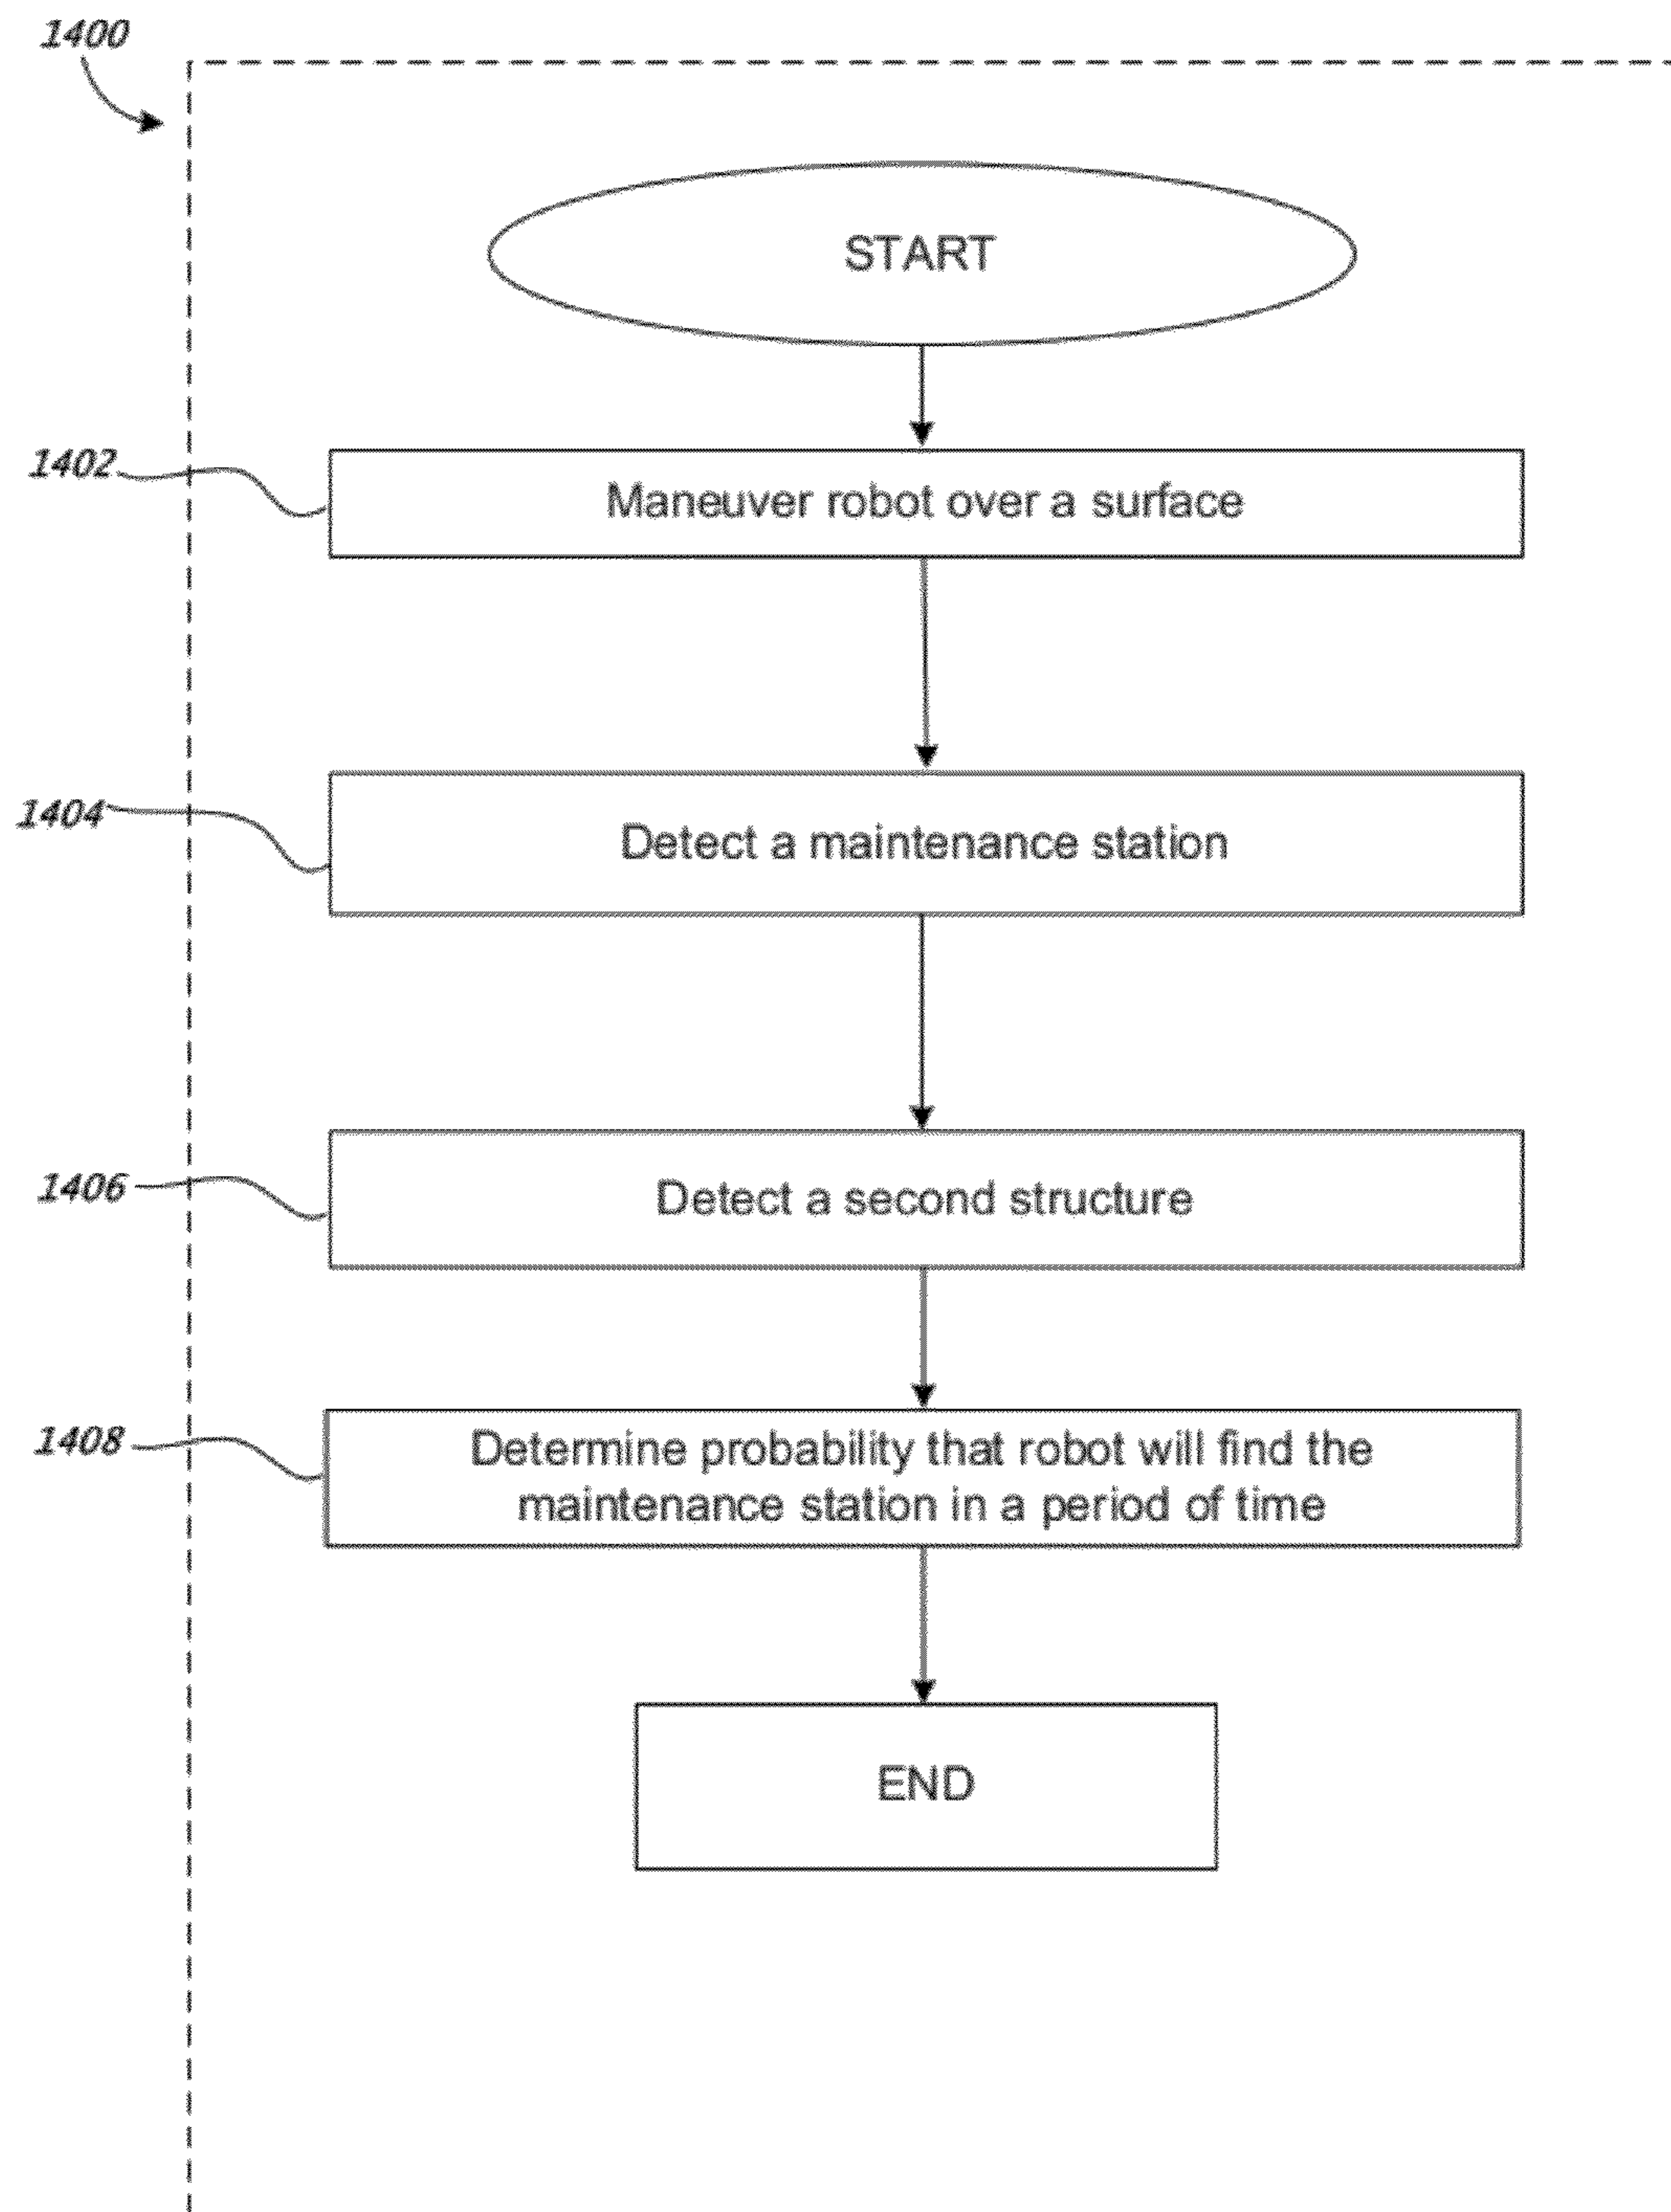 1400
START
1402
Maneuver robot over a surface
1404
Detect a maintenance station
1406
Detect a second structure
1408
Determine probability that robot will find the
maintenance station in a period of time
END